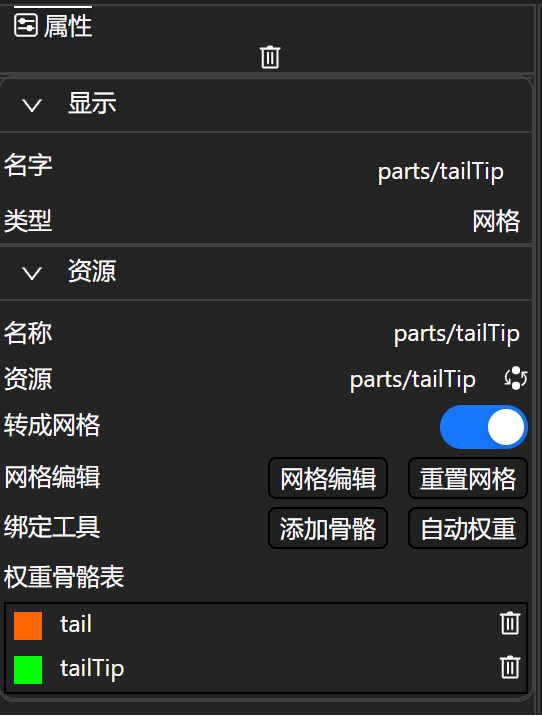 属性
显示
名字 parts/tailTip
类型 网格
资源
名称 parts/tailTip
资源 parts/tailTip
转成网格
网格编辑 网格编辑 重置网格
绑定工具 添加骨骼 自动权重
权重骨骼表
tail
tailTip